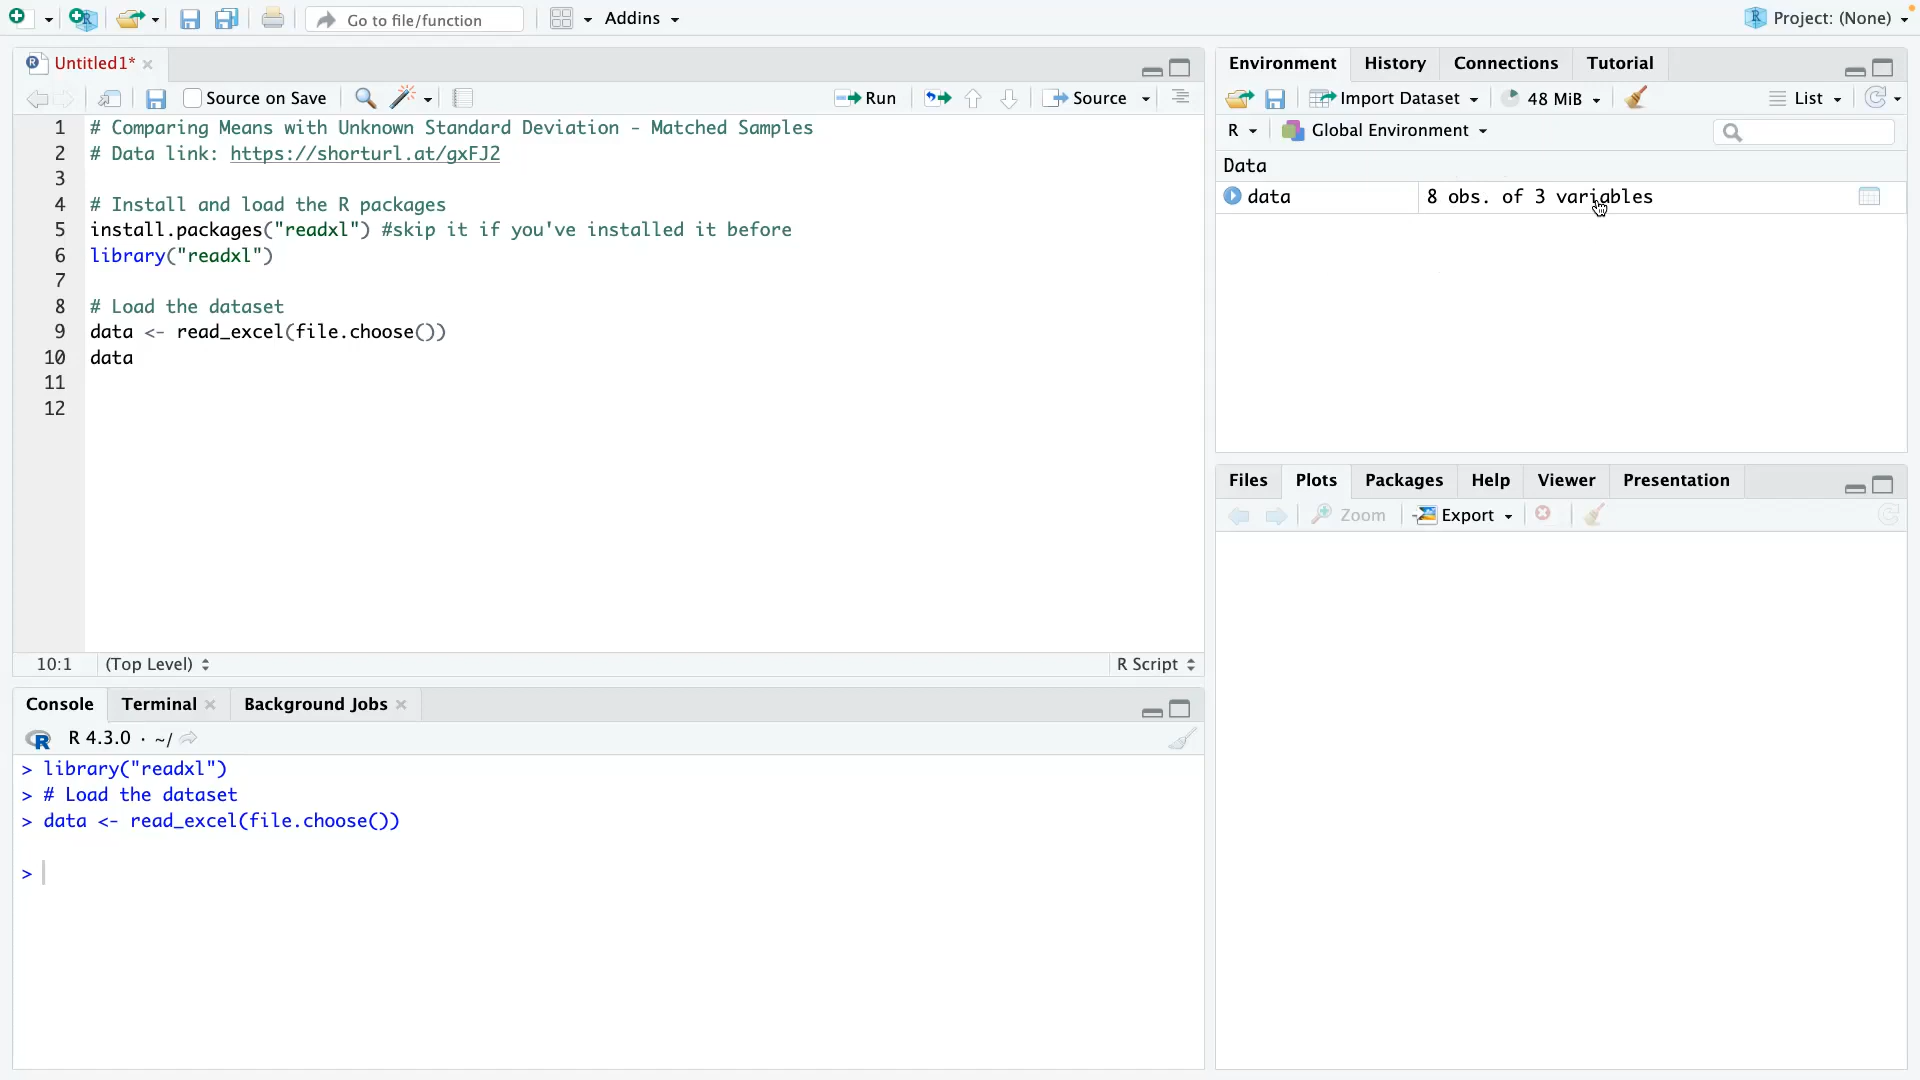 Go to file/function
Addins
Project: (None)
Untitled1*
Source on Save
Run
Source
1 # Comparing Means with Unknown Standard Deviation - Matched Samples
2 # Data link: https://shorturl.at/gxFJ2
3
4 # Install and load the R packages
5 install.packages("readxl") #skip it if you've installed it before
6 library("readxl")
7
8 # Load the dataset
9 data <- read_excel(file.choose())
10 data
11
12
10:1 (Top Level) R Script
Console Terminal Background Jobs
R 4.3.0 · ~/
> library("readxl")
> # Load the dataset
> data <- read_excel(file.choose())
>
Environment History Connections Tutorial
Import Dataset 48 MiB List
R Global Environment
Data
data 8 obs. of 3 variables
Files Plots Packages Help Viewer Presentation
Zoom Export